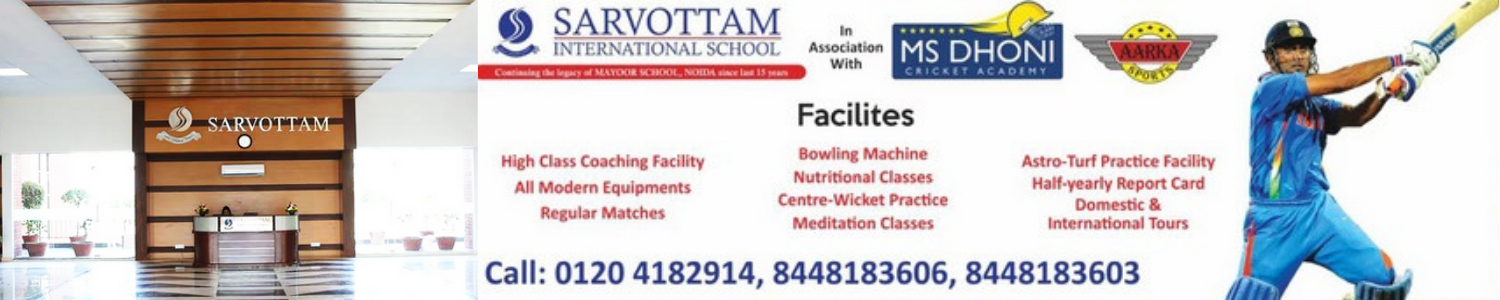 SARVOTTAM
SARVOTTAM
INTERNATIONAL SCHOOL
Continuing the legacy of MAYOOR SCHOOL, NOIDA since last 15 years
In
Association
With
MS DHONI
CRICKET ACADEMY
AARKA
SPORTS
Facilites
High Class Coaching Facility
All Modern Equipments
Regular Matches
Bowling Machine
Nutritional Classes
Centre-Wicket Practice
Meditation Classes
Astro-Turf Practice Facility
Half-yearly Report Card
Domestic &
International Tours
Call: 0120 4182914, 8448183606, 8448183603